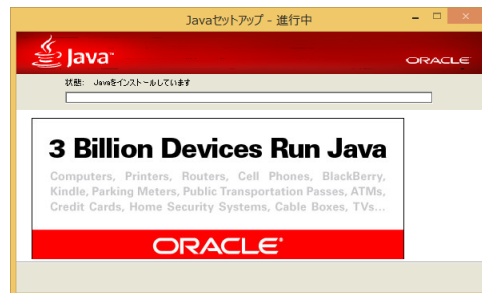 Javaセットアップ - 進行中
Java™
ORACLE
状態: Javaをインストールしています
3 Billion Devices Run Java
Computers, Printers, Routers, Cell Phones, BlackBerry,
Kindle, Parking Meters, Public Transportation Passes, ATMs,
Credit Cards, Home Security Systems, Cable Boxes, TVs...
ORACLE®